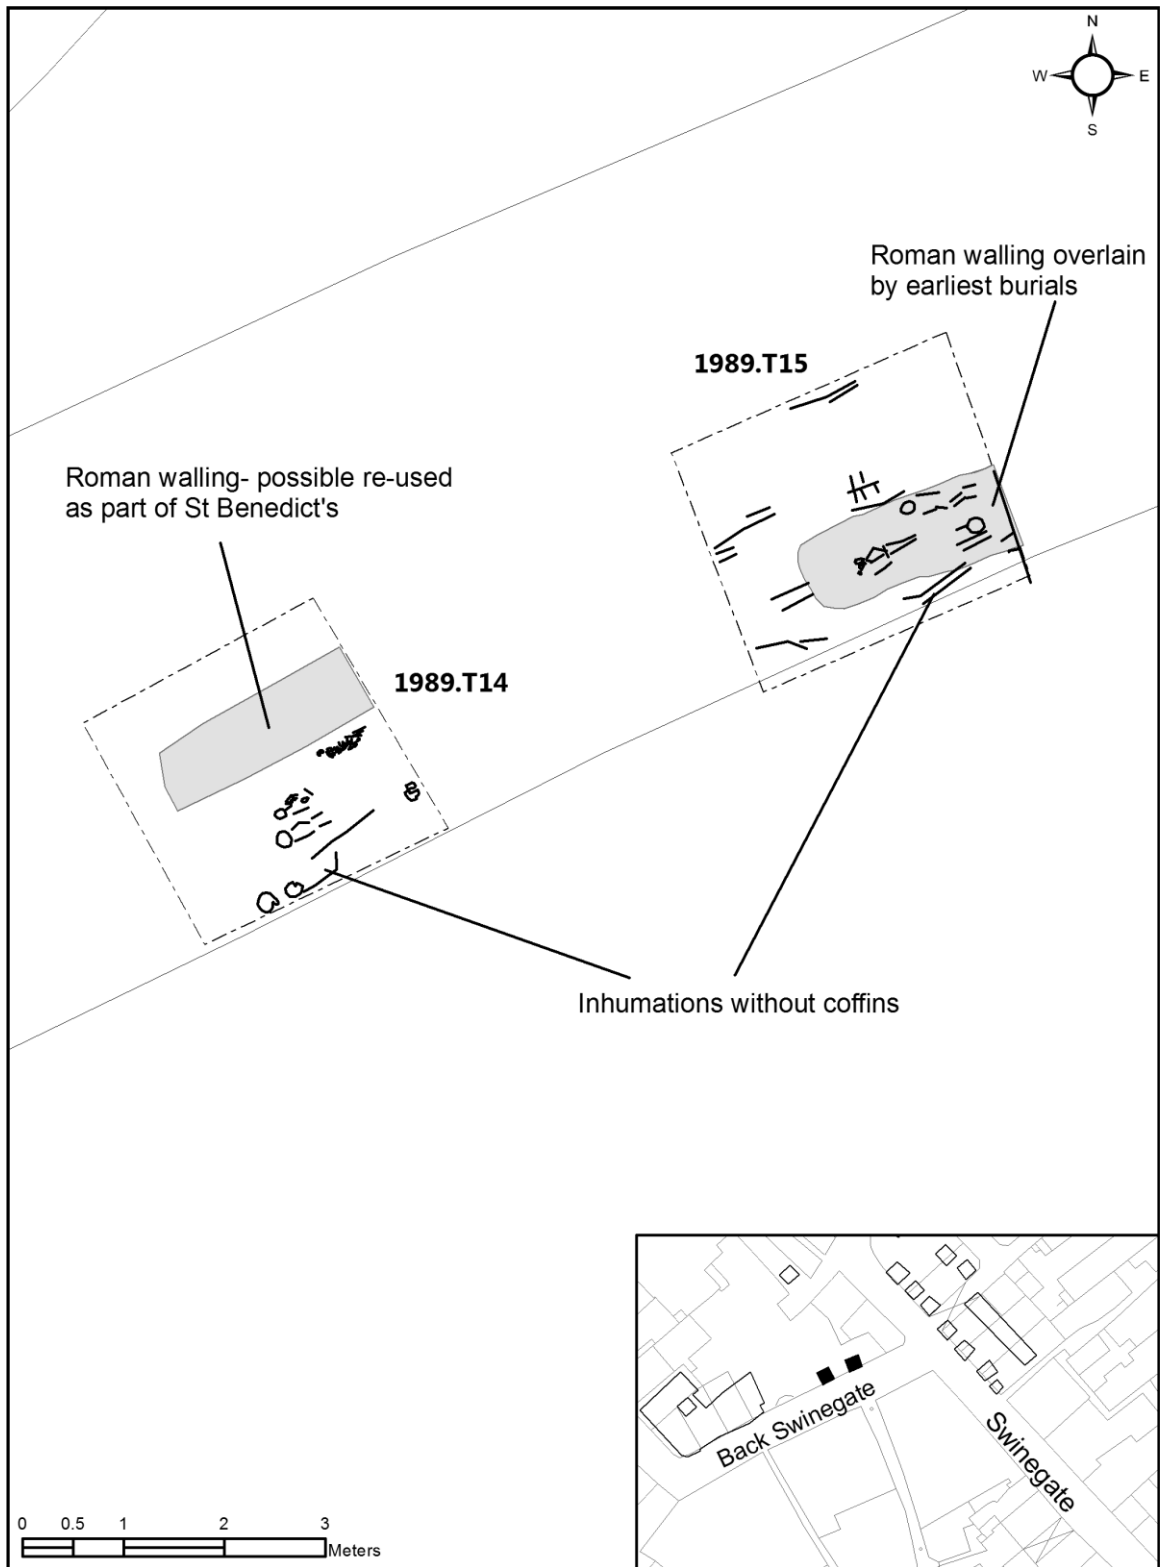 N
W E
S
Roman walling overlain
by earliest burials
1989.T15
Roman walling- possible re-used
as part of St Benedict's
1989.T14
Inhumations without coffins
Back Swinegate
Swinegate
0 0.5 1 2 3
Meters